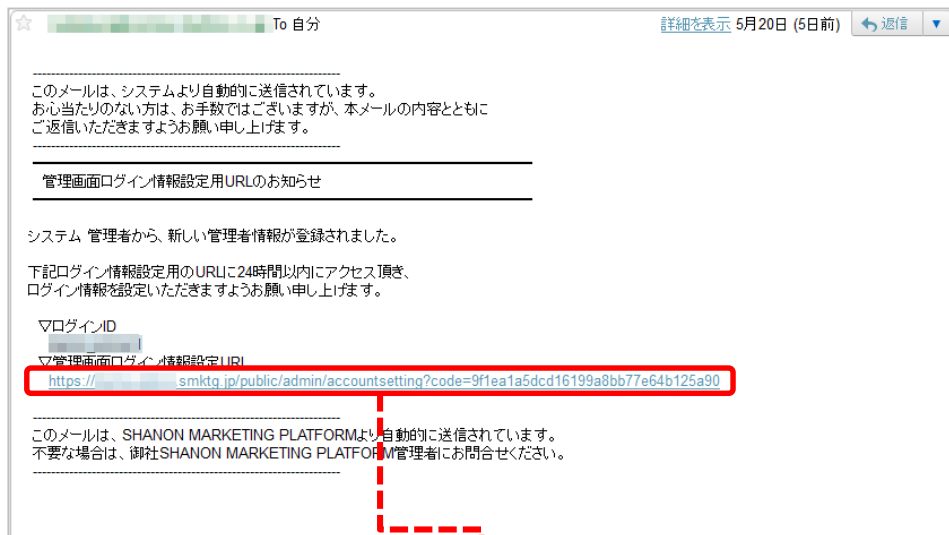 To 自分 詳細を表示 5月20日 (5日前) 返信
--------------------------------------------------------------------
このメールは、システムより自動的に送信されています。
お心当たりのない方は、お手数ではございますが、本メールの内容とともに
ご返信いただきますようお願い申し上げます。
--------------------------------------------------------------------
管理画面ログイン情報設定用URLのお知らせ
システム 管理者から、新しい管理者情報が登録されました。
下記ログイン情報設定用のURLに24時間以内にアクセス頂き、
ログイン情報を設定いただきますようお願い申し上げます。
▽ログインID
▽管理画面ログイン情報設定URL
https:// .smktg.jp/public/admin/accountsetting?code=9f1ea1a5dcd16199a8bb77e64b125a90
--------------------------------------------------------------------
このメールは、SHANON MARKETING PLATFORMより自動的に送信されています。
不要な場合は、御社SHANON MARKETING PLATFORM管理者にお問合せください。
--------------------------------------------------------------------